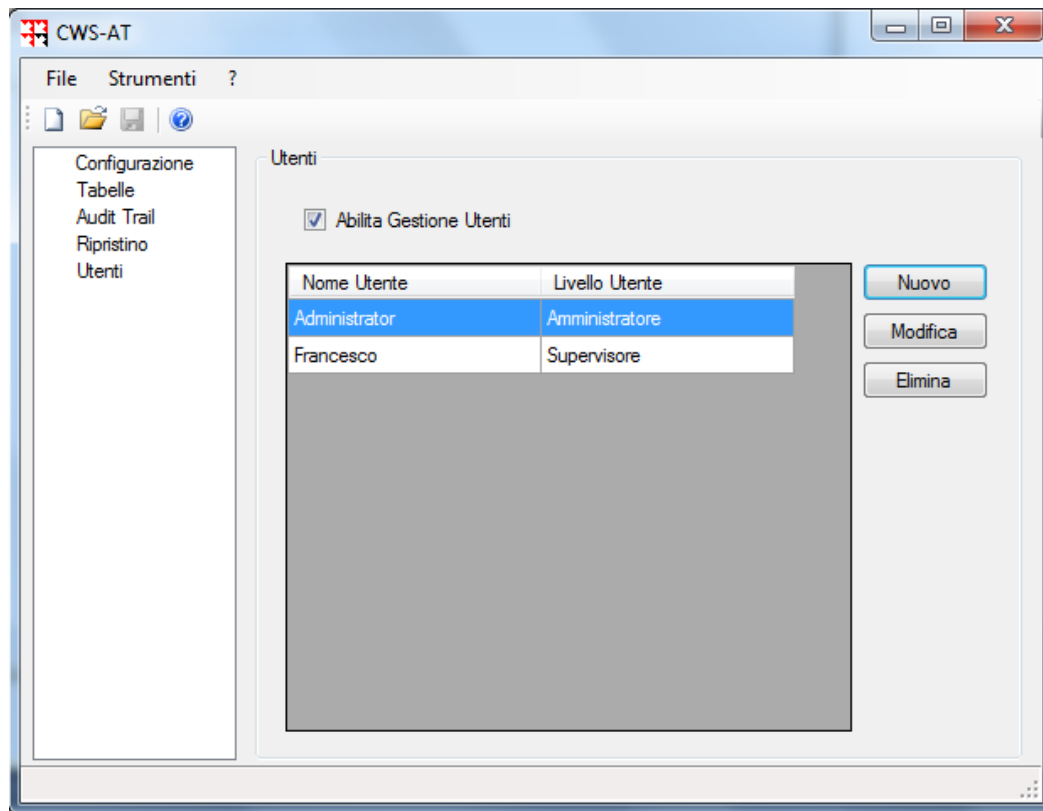 CWS-AT
File Strumenti ?
Configurazione
Tabelle
Audit Trail
Ripristino
Utenti
Utenti
Abilita Gestione Utenti
Nome Utente Livello Utente
Administrator Amministratore
Francesco Supervisore
Nuovo
Modifica
Elimina